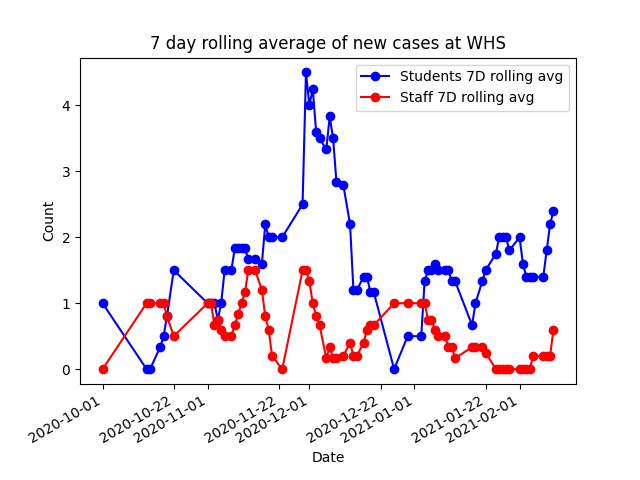 7 day rolling average of new cases at WHS
Students 7D rolling avg
Staff 7D rolling avg
Count
4
3
2
1
0
2020-10-01
2020-10-22
2020-11-01
2020-11-22
2020-12-01
2020-12-22
2021-01-01
2021-01-22
2021-02-01
Date